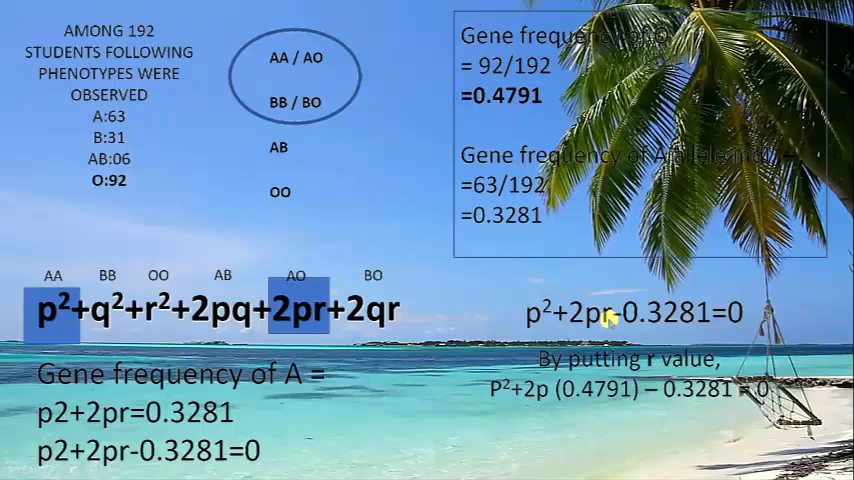 AMONG 192
STUDENTS FOLLOWING
PHENOTYPES WERE
OBSERVED
A:63
B:31
AB:06
O:92
AA / AO
BB / BO
AB
OO
Gene frequency of O
= 92/192
=0.4791
Gene frequency of A allele
=63/192
=0.3281
AA BB OO AB AO BO
p²+q²+r²+2pq+2pr+2qr
Gene frequency of A =
p2+2pr=0.3281
p2+2pr-0.3281=0
p²+2pr-0.3281=0
By putting r value,
P²+2p (0.4791) – 0.3281 = 0